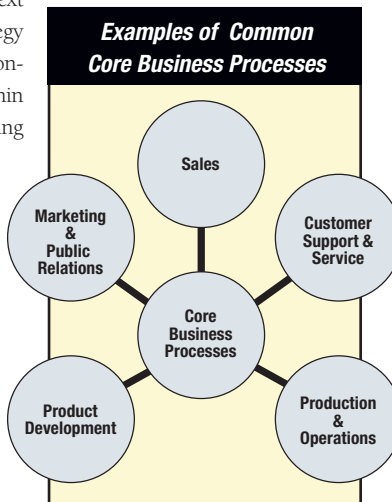 Examples of Common
Core Business Processes
Sales
Marketing
&
Public
Relations
Customer
Support &
Service
Core
Business
Processes
Product
Development
Production
&
Operations